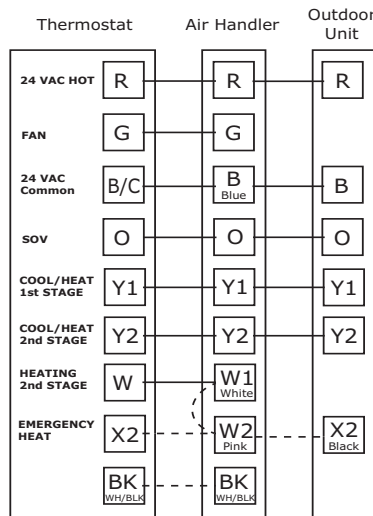 Thermostat Air Handler Outdoor
Unit
24 VAC HOT R R R
FAN G G
24 VAC
Common B/C B B
Blue
SOV O O O
COOL/HEAT
1st STAGE Y1 Y1 Y1
COOL/HEAT
2nd STAGE Y2 Y2 Y2
HEATING
2nd STAGE W W1
White
EMERGENCY
HEAT X2 W2 X2
Pink Black
BK BK
WH/BLK WH/BLK